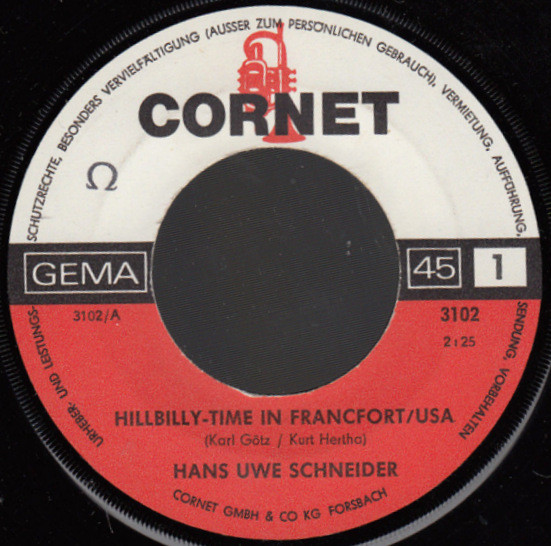 URHEBER- UND LEISTUNGS-SCHUTZRECHTE, BESONDERS VERVIELFÄLTIGUNG (AUSSER ZUM PERSÖNLICHEN GEBRAUCH), VERMIETUNG, AUFFÜHRUNG, SENDUNG, VORBEHALTEN
CORNET
Ω
GEMA
45
1
3102/A
3102
2:25
HILLBILLY-TIME IN FRANCFORT/USA
(Karl Götz / Kurt Hertha)
HANS UWE SCHNEIDER
CORNET GMBH & CO KG FORSBACH